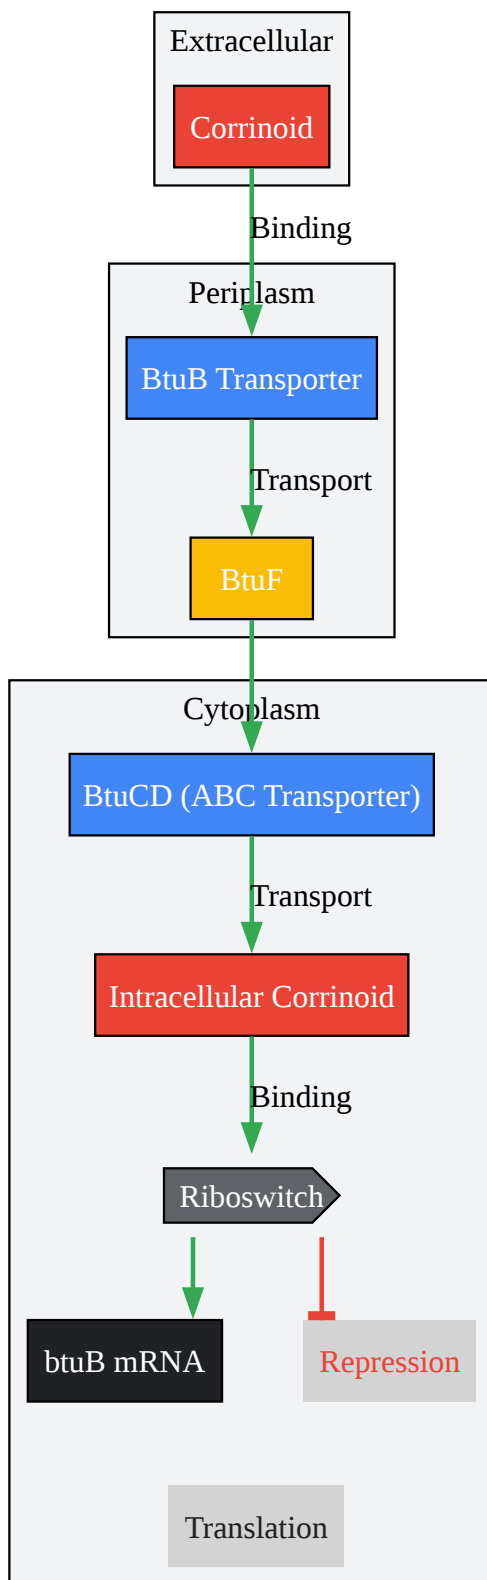 Extracellular
Corrinoid
Binding
Periplasm
BtuB Transporter
Transport
BtuF
Cytoplasm
BtuCD (ABC Transporter)
Transport
Intracellular Corrinoid
Binding
Riboswitch
btuB mRNA
Repression
Translation